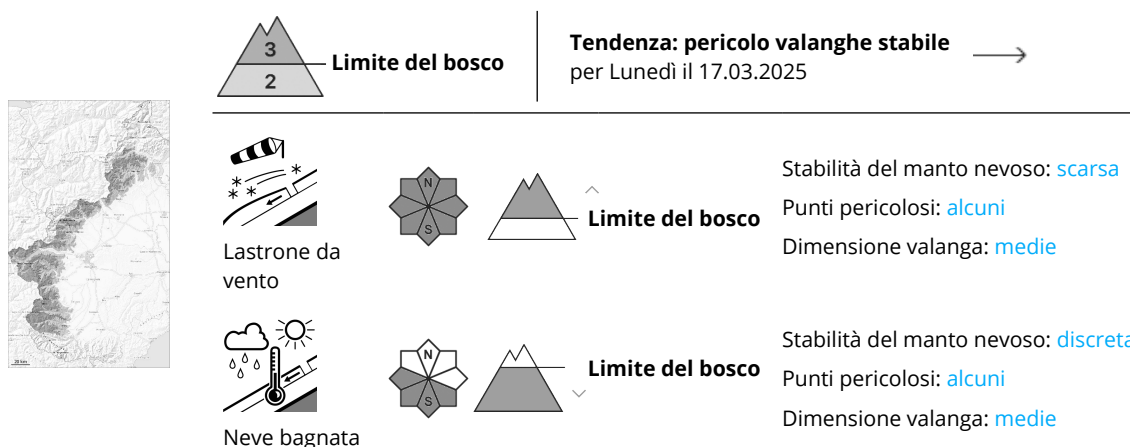 3
2
Limite del bosco
Tendenza: pericolo valanghe stabile
per Lunedì il 17.03.2025
20 km
N
S
Lastrone da
vento
Limite del bosco
Stabilità del manto nevoso: scarsa
Punti pericolosi: alcuni
Dimensione valanga: medie
N
S
Neve bagnata
Limite del bosco
Stabilità del manto nevoso: discreta
Punti pericolosi: alcuni
Dimensione valanga: medie